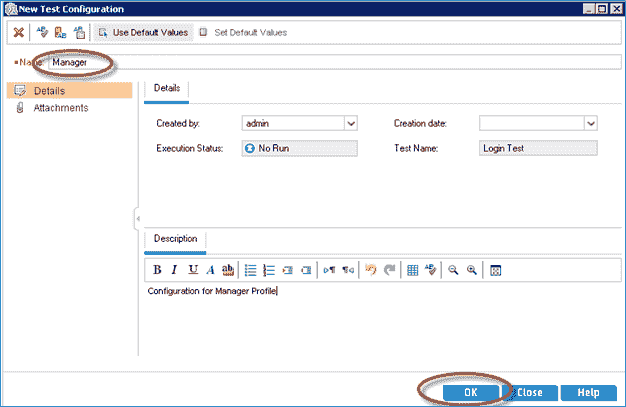 New Test Configuration
Use Default Values Set Default Values
Name: Manager
Details
Attachments
Details
Created by: admin Creation date:
Execution Status: No Run Test Name: Login Test
Description
B I U A ab
Configuration for Manager Profile
OK Close Help